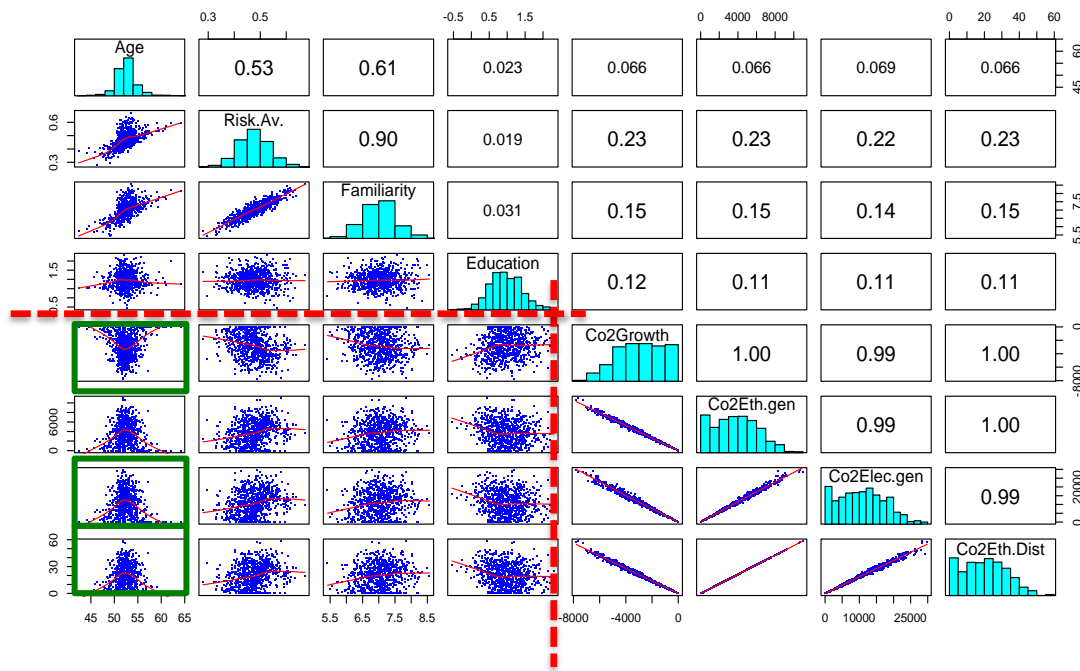 0.3 0.5 -0.5 0.5 1.5 0 4000 8000 0 20 40 60
Age 0.53 0.61 0.023 0.066 0.066 0.069 0.066 45 60
0.3 0.6 Risk.Av. 0.90 0.019 0.23 0.23 0.22 0.23
Familiarity 0.031 0.15 0.15 0.14 0.15 5.5 7.5
0.5 1.5 Education 0.12 0.11 0.11 0.11
Co2Growth 1.00 0.99 1.00 -8000 0
0 6000 Co2Eth.gen 0.99 1.00
Co2Elec.gen 0.99 0 20000
0 30 60 Co2Eth.Dist
45 50 55 60 65 5.5 6.5 7.5 8.5 -8000 -4000 0 0 10000 25000